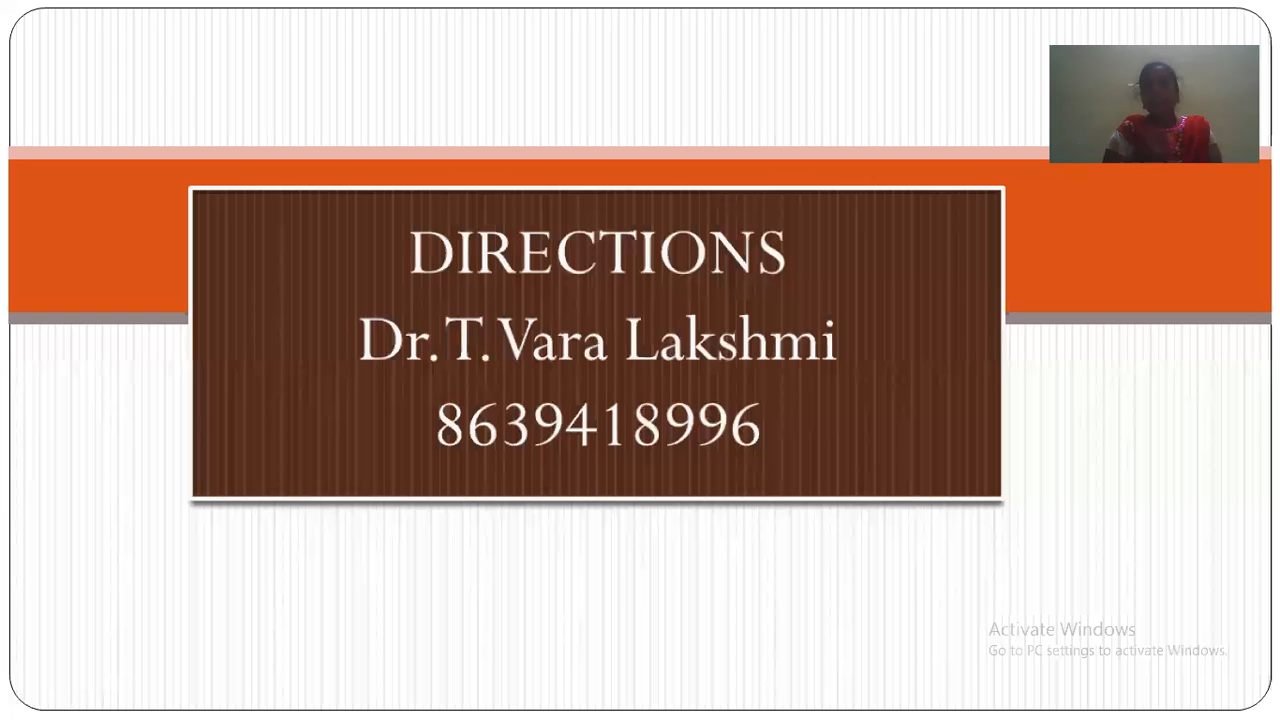 DIRECTIONS
Dr. T. Vara Lakshmi
8639418996
Activate Windows
Go to PC settings to activate Windows.